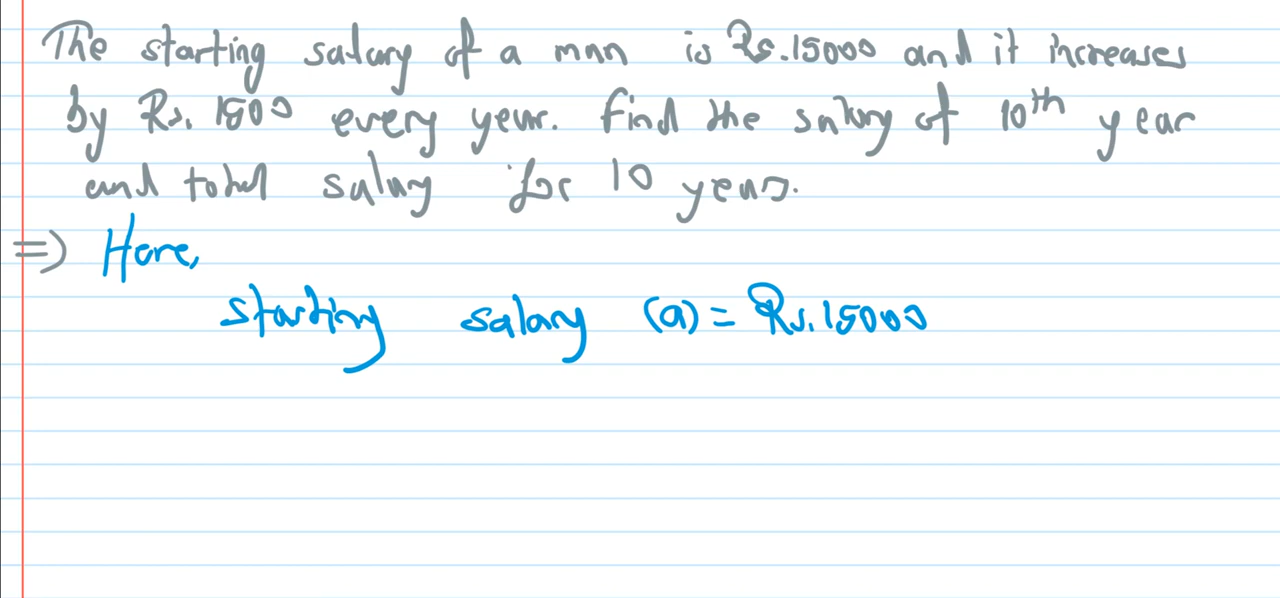 The starting salary of a man is Rs.15000 and it increases
by Rs. 1500 every year. Find the salary of 10th year
and total salary for 10 years.
=) Here,
starting salary (a) = Rs.15000